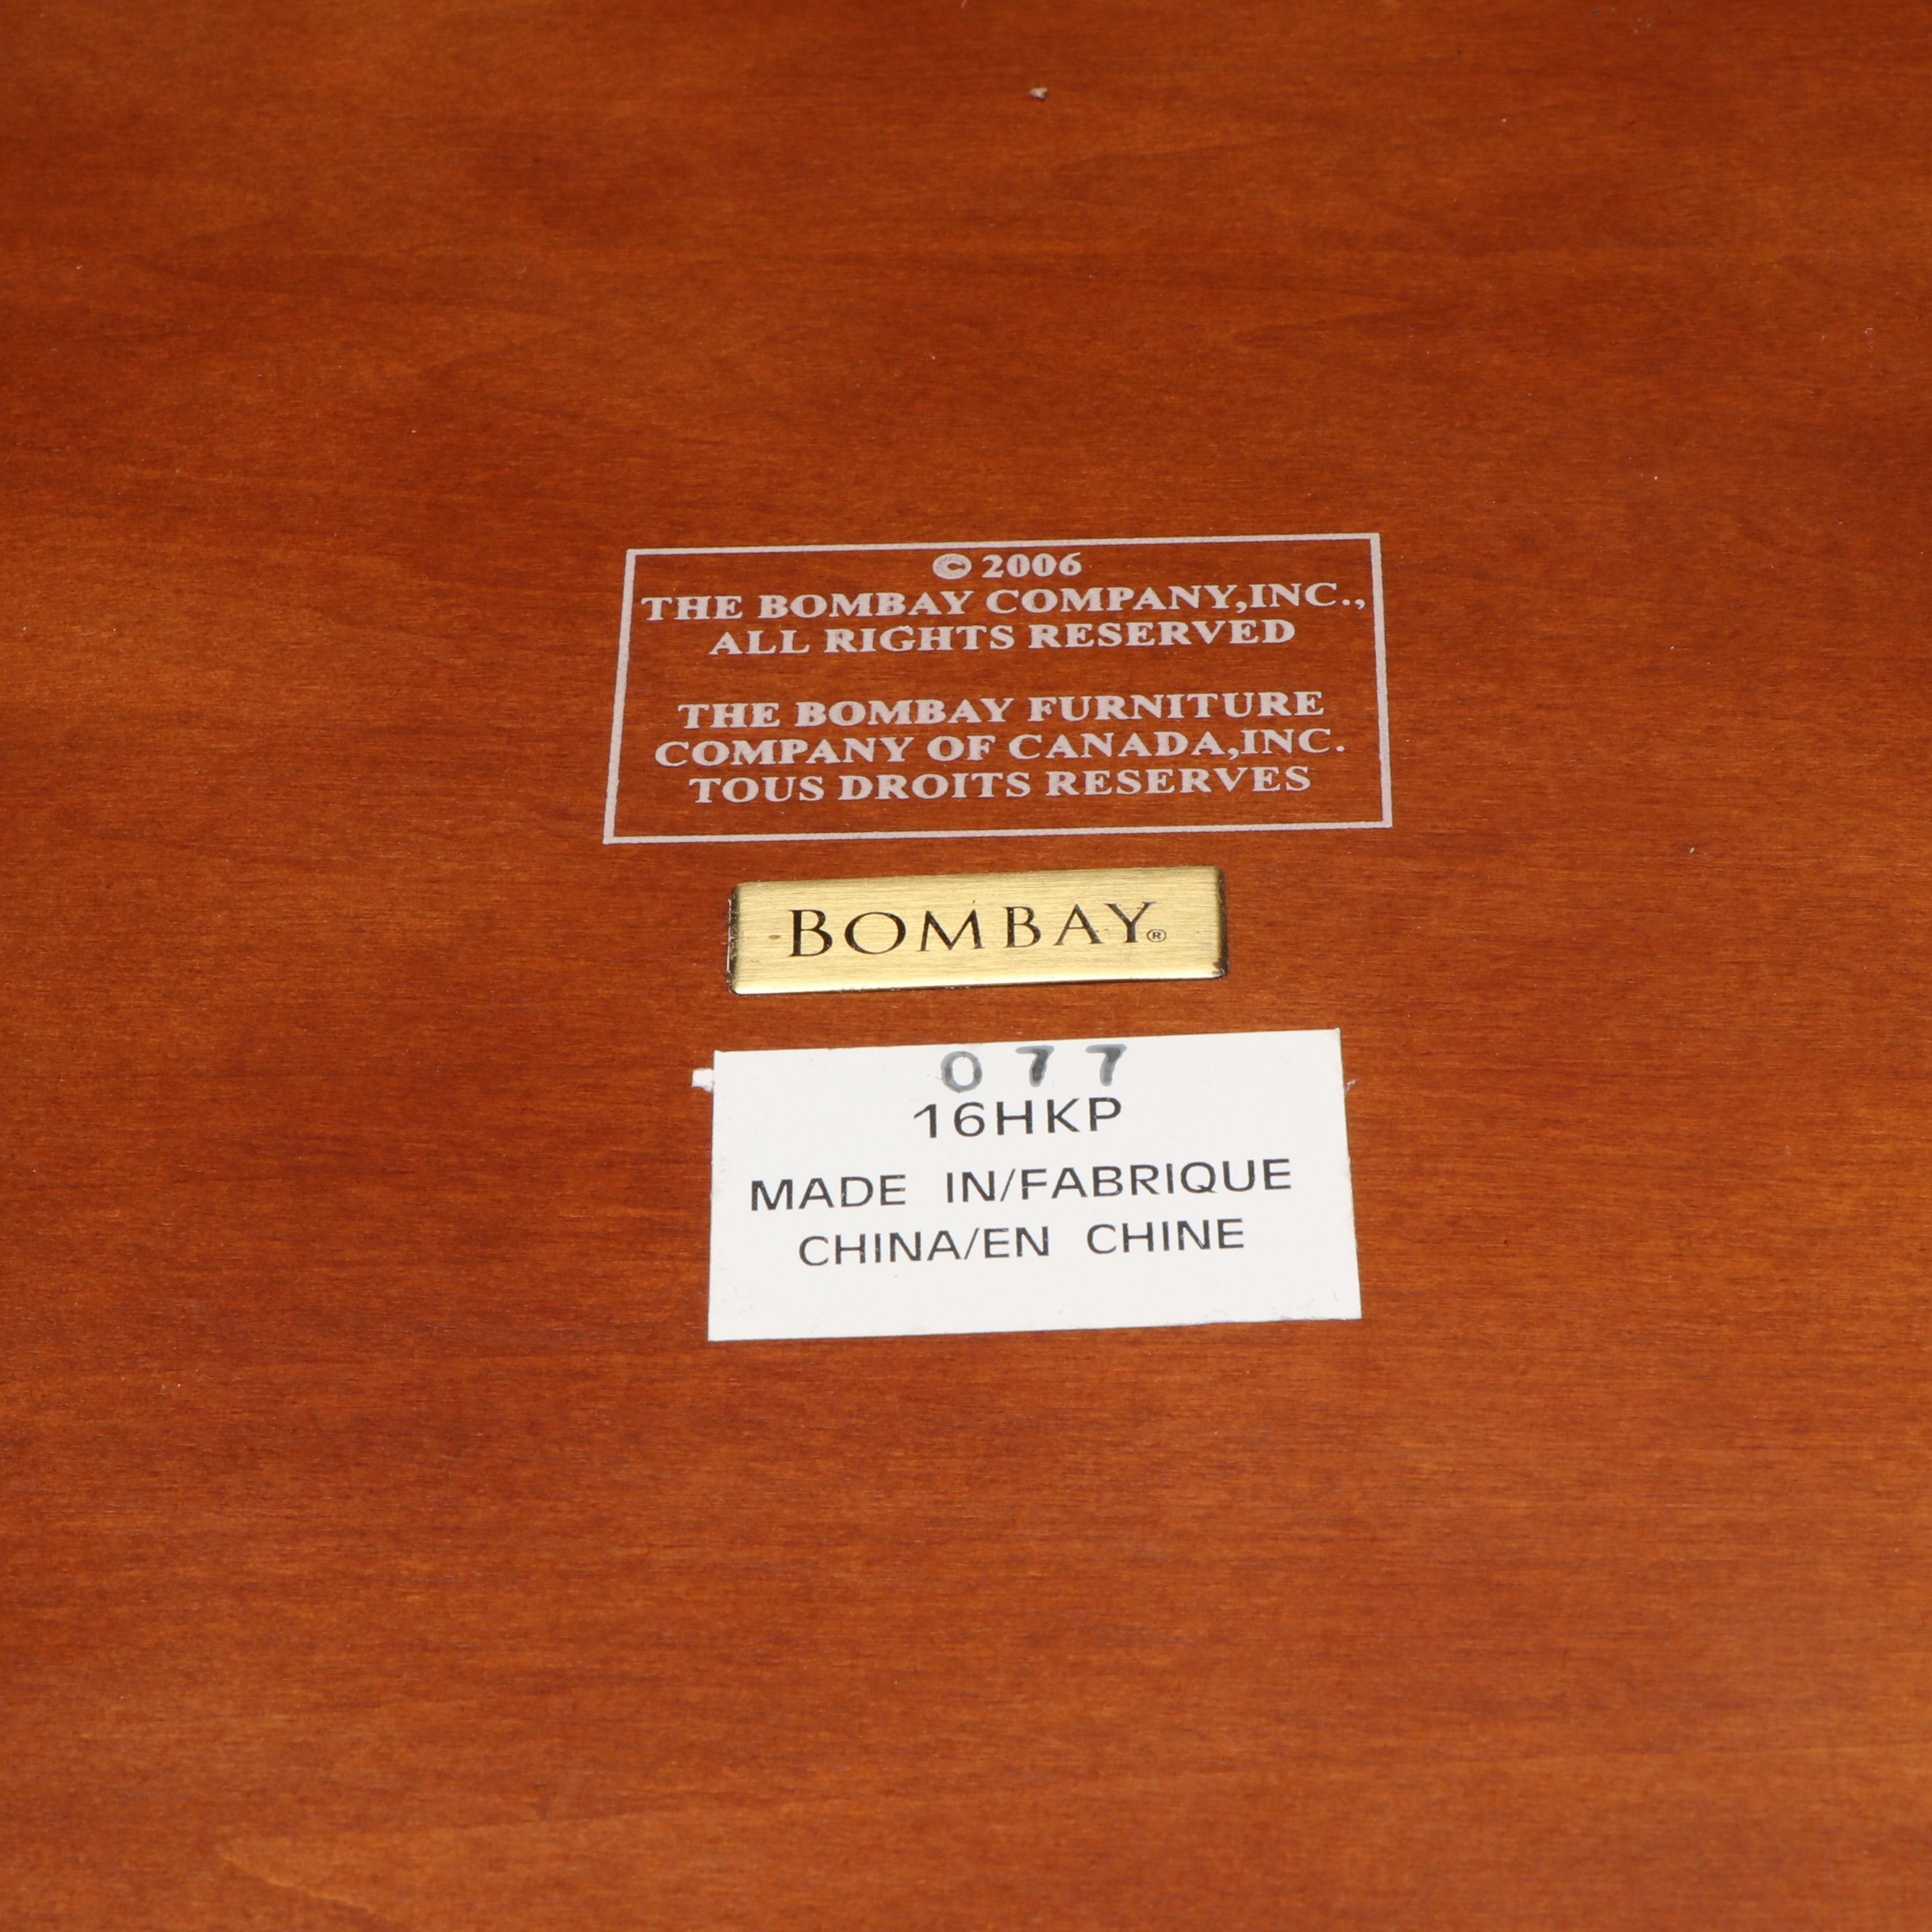 © 2006
THE BOMBAY COMPANY,INC.,
ALL RIGHTS RESERVED
THE BOMBAY FURNITURE
COMPANY OF CANADA,INC.
TOUS DROITS RESERVES
BOMBAY®
077
16HKP
MADE IN/FABRIQUE
CHINA/EN CHINE